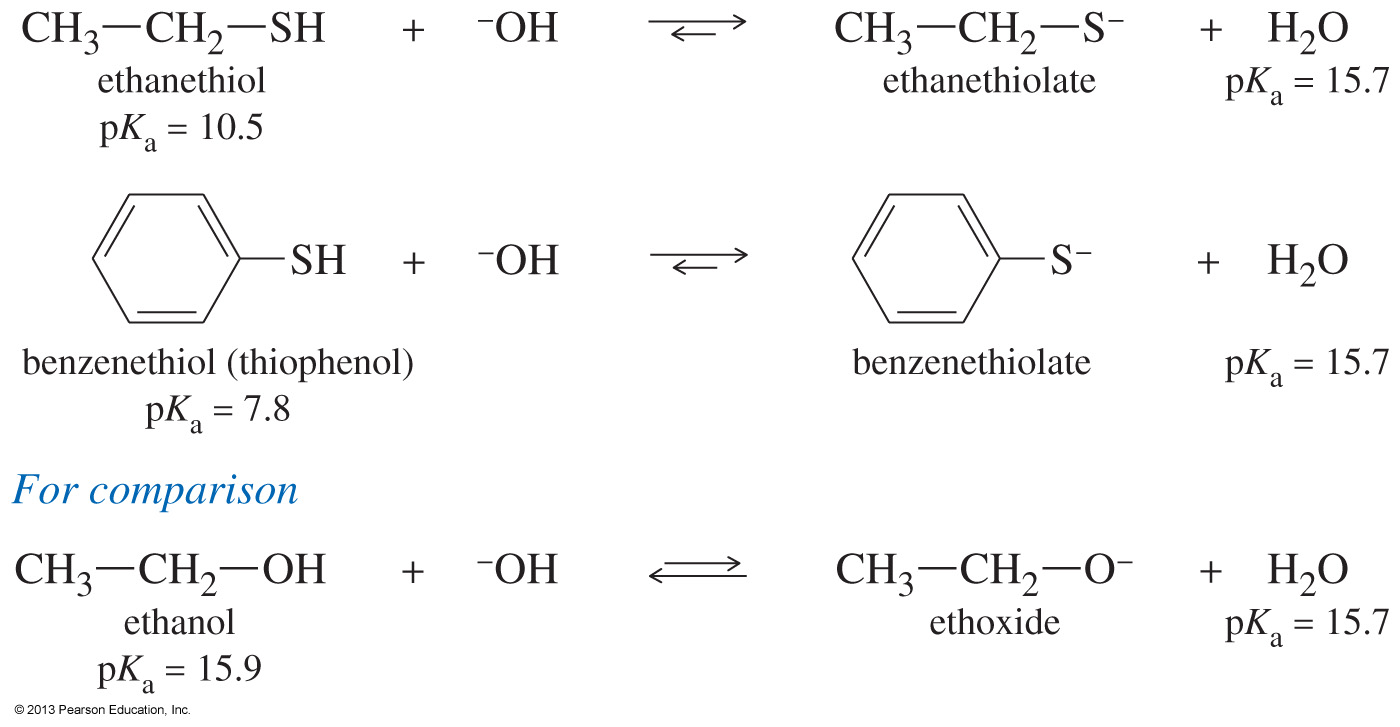 CH₃—CH₂—SH + ⁻OH ⇌ CH₃—CH₂—S⁻ + H₂O
ethanethiol ethanethiolate pKₐ = 15.7
pKₐ = 10.5
SH + ⁻OH ⇌ S⁻ + H₂O
benzenethiol (thiophenol) benzenethiolate pKₐ = 15.7
pKₐ = 7.8
For comparison
CH₃—CH₂—OH + ⁻OH ⇌ CH₃—CH₂—O⁻ + H₂O
ethanol ethoxide pKₐ = 15.7
pKₐ = 15.9
© 2013 Pearson Education, Inc.